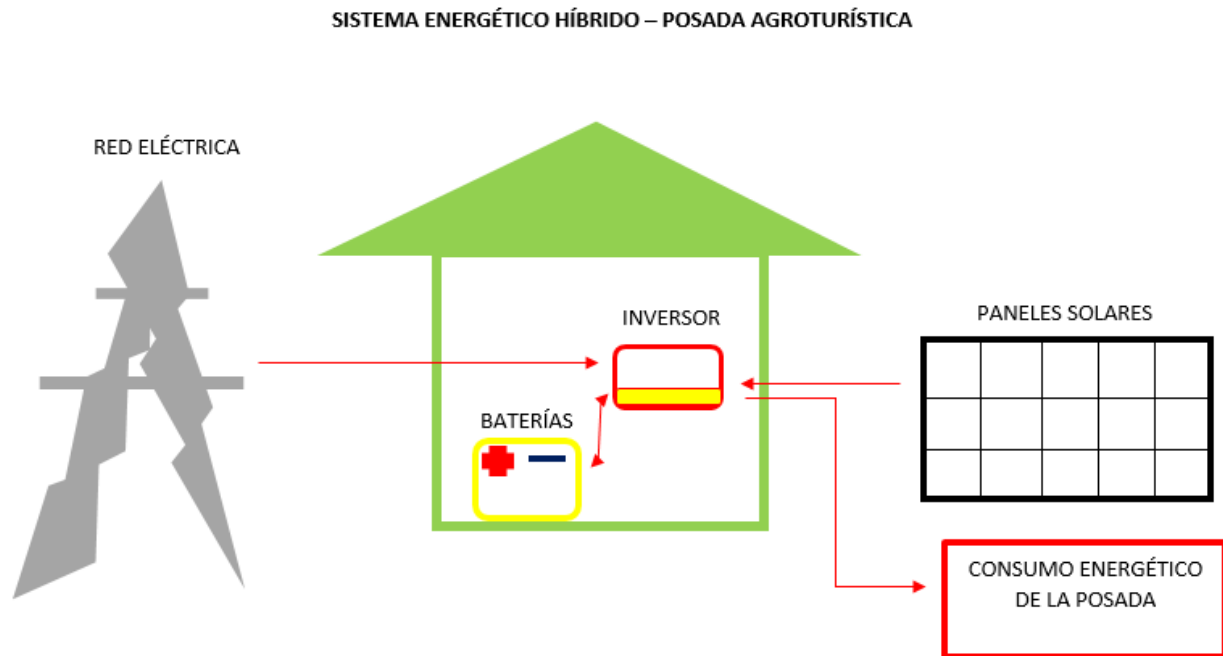 SISTEMA ENERGÉTICO HÍBRIDO – POSADA AGROTURÍSTICA
RED ELÉCTRICA
INVERSOR
PANELES SOLARES
BATERÍAS
CONSUMO ENERGÉTICO
DE LA POSADA